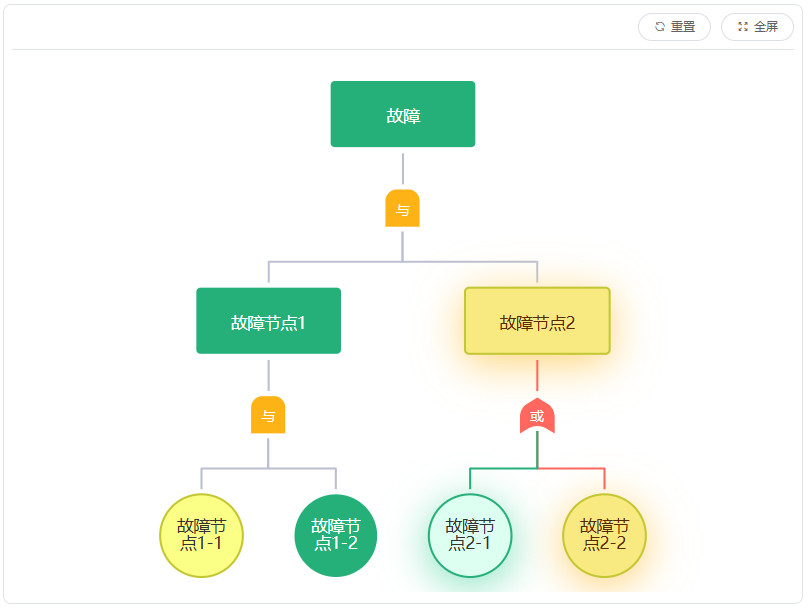 重置
全屏
故障
与
故障节点1
故障节点2
与
或
故障节
点1-1
故障节
点1-2
故障节
点2-1
故障节
点2-2